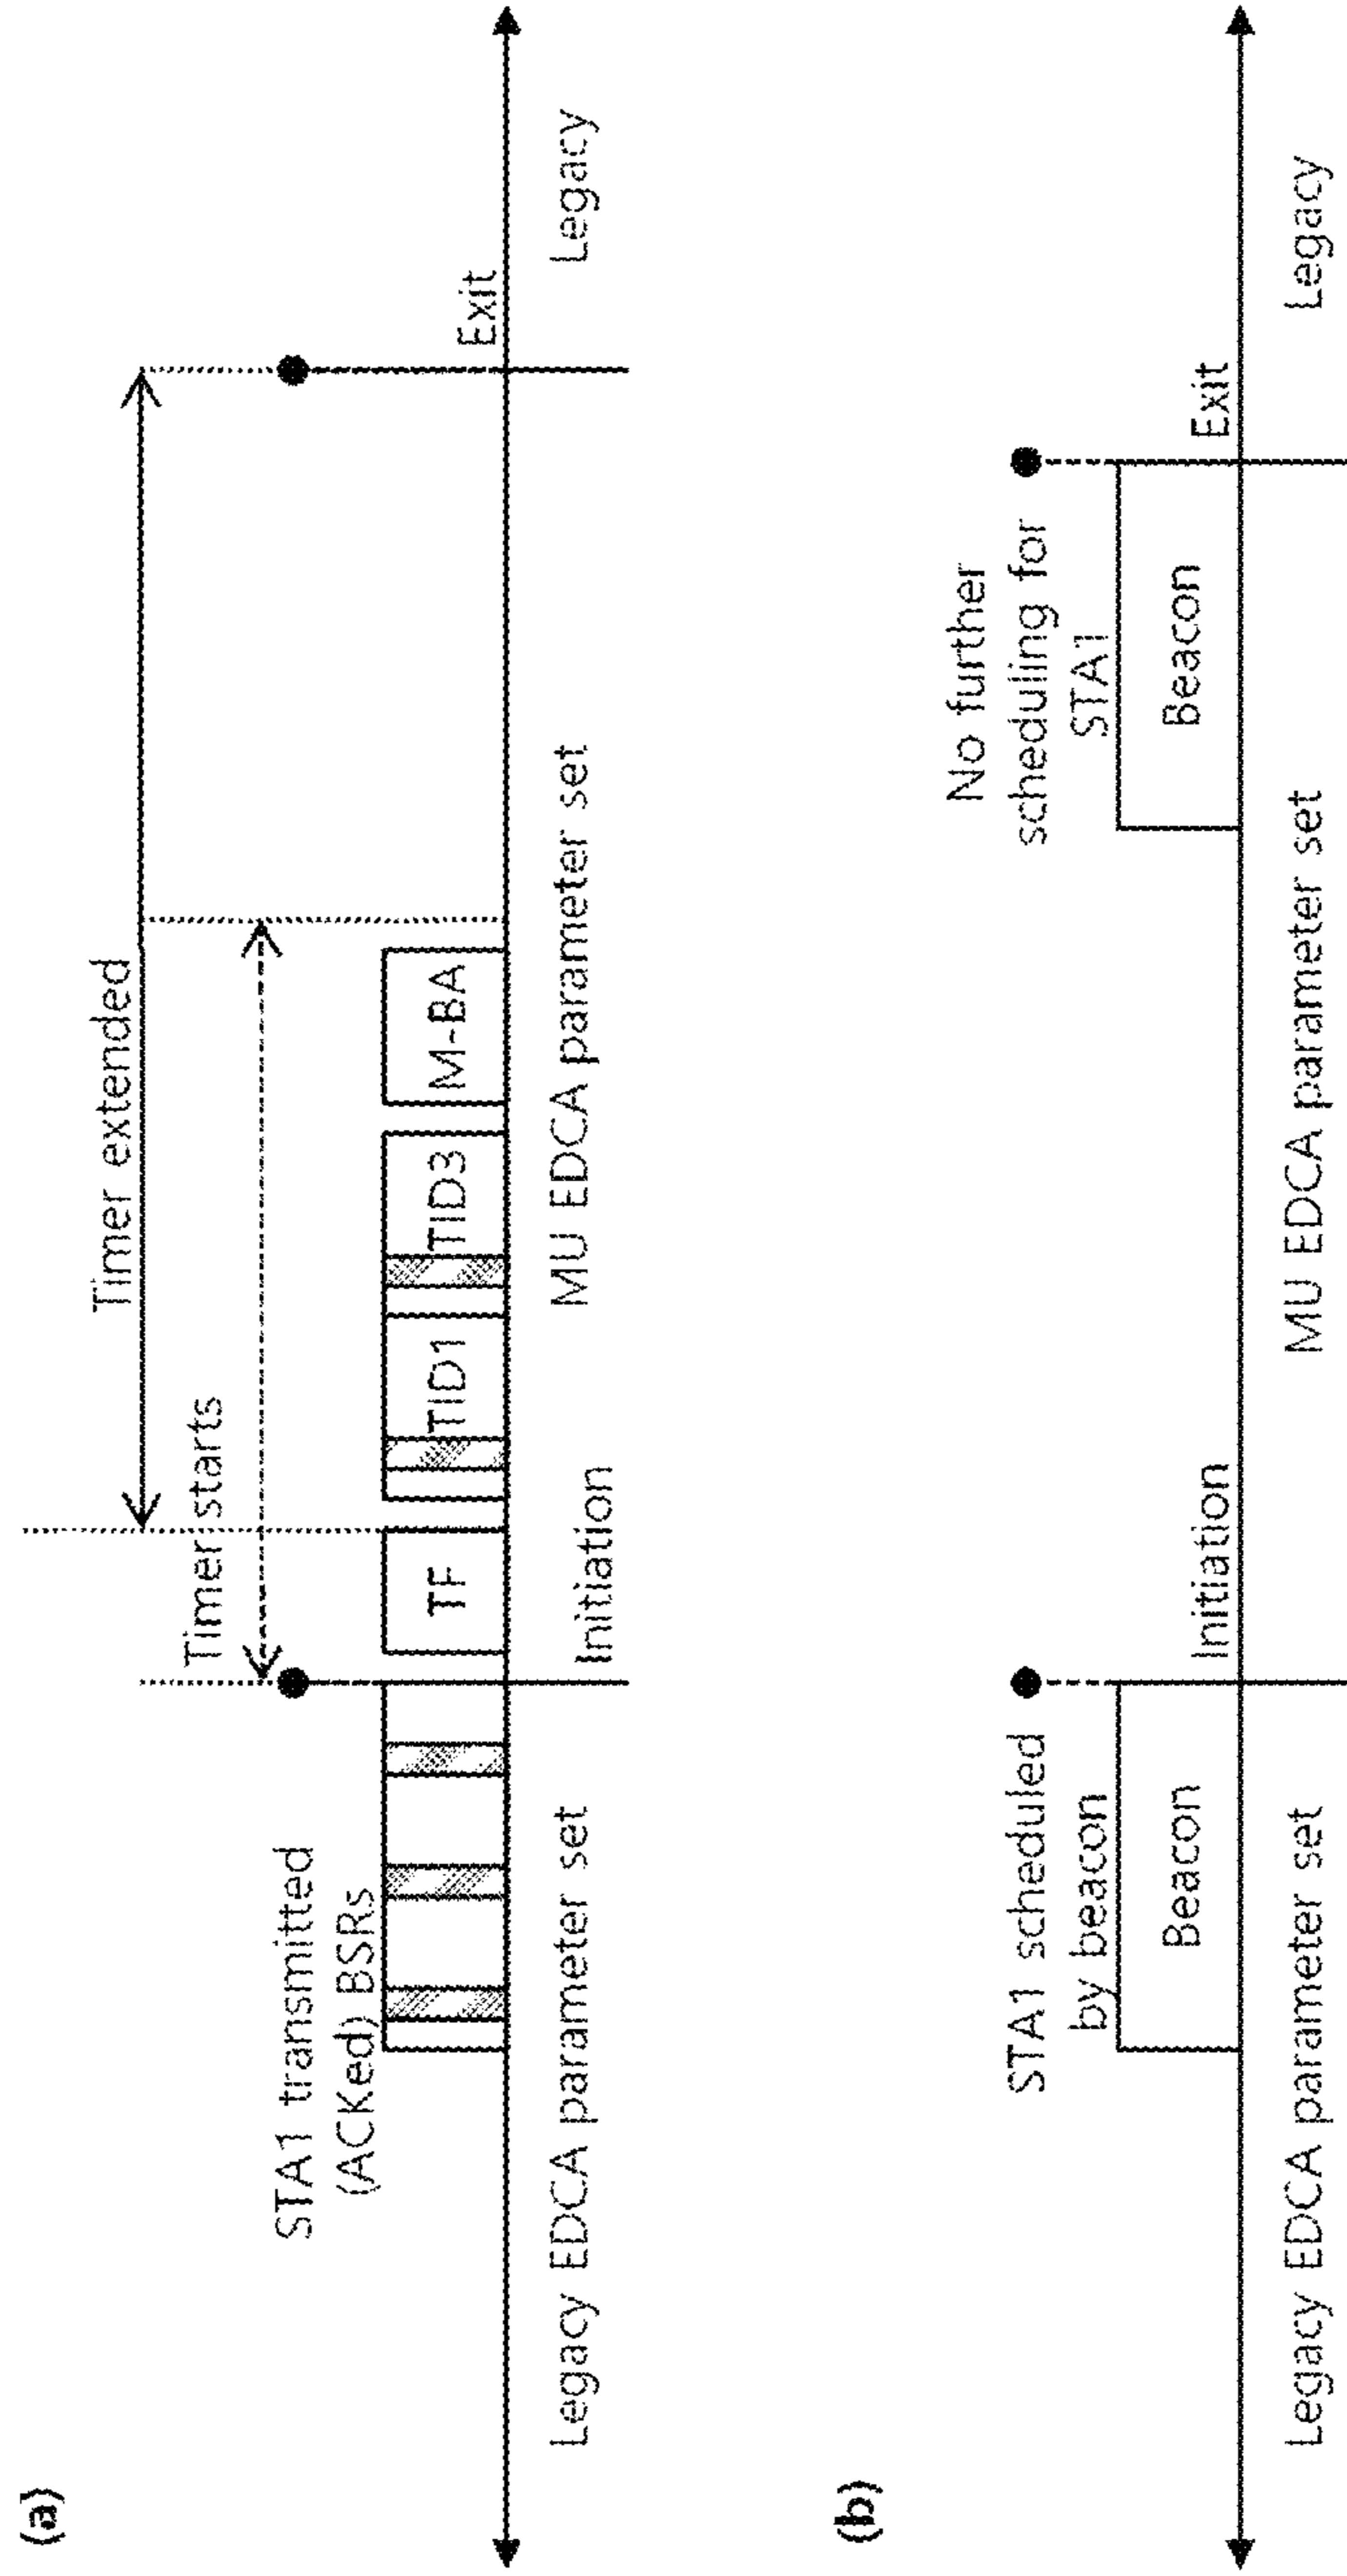 (a)
Timer extended
Timer starts
STA1 transmitted
(ACKed) BSRs
TF
TID1
TID3
M-BA
Exit
Legacy EDCA parameter set
Initiation
MU EDCA parameter set
Legacy
(b)
STA1 scheduled
by beacon
No further
scheduling for
STA1
Beacon
Beacon
Initiation
Exit
Legacy EDCA parameter set
MU EDCA parameter set
Legacy